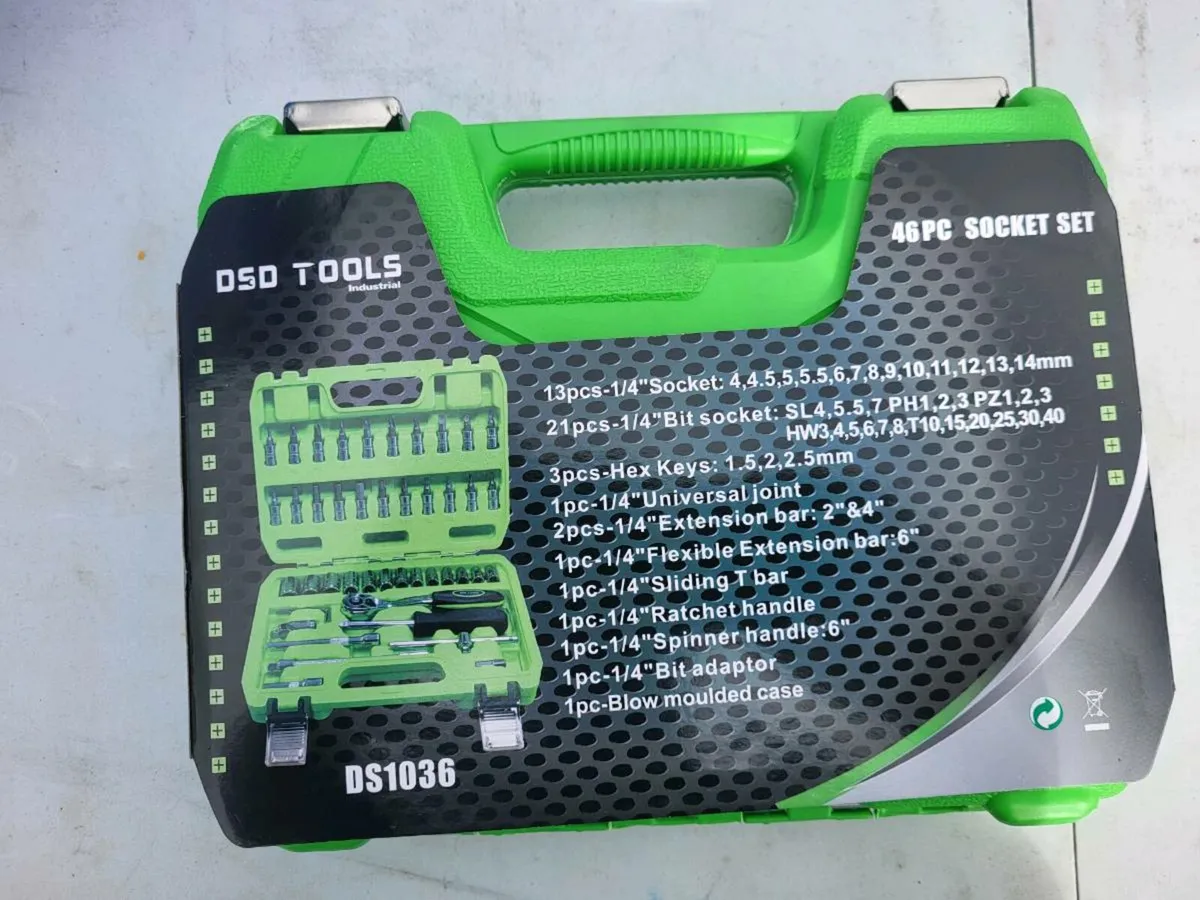 46PC SOCKET SET
DSD TOOLS
Industrial
13pcs-1/4"Socket: 4,4.5,5,5.5,6,7,8,9,10,11,12,13,14mm
21pcs-1/4"Bit socket: SL4,5.5,7 PH1,2,3 PZ1,2,3
HW3,4,5,6,7,8,T10,15,20,25,30,40
3pcs-Hex Keys: 1.5,2,2.5mm
1pc-1/4"Universal joint
2pcs-1/4"Extension bar: 2"&4"
1pc-1/4"Flexible Extension bar:6"
1pc-1/4"Sliding T bar
1pc-1/4"Ratchet handle
1pc-1/4"Spinner handle:6"
1pc-1/4"Bit adaptor
1pc-Blow moulded case
DS1036